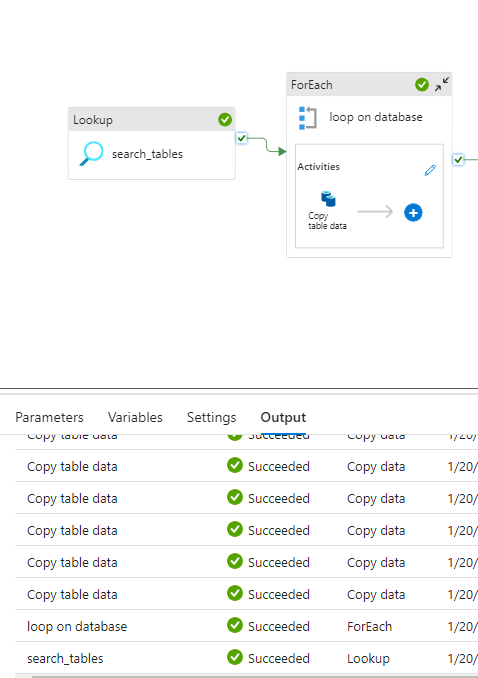 ForEach
loop on database
Lookup
search_tables
Activities
Copy
table data
Parameters Variables Settings Output
Copy table data Succeeded Copy data 1/20/
Copy table data Succeeded Copy data 1/20/
Copy table data Succeeded Copy data 1/20/
Copy table data Succeeded Copy data 1/20/
Copy table data Succeeded Copy data 1/20/
Copy table data Succeeded Copy data 1/20/
loop on database Succeeded ForEach 1/20/
search_tables Succeeded Lookup 1/20/